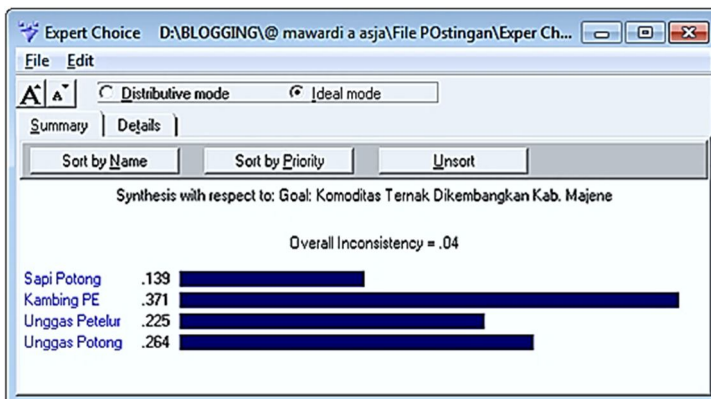 Expert Choice D:\BLOGGING\@ mawardi a asja\File POstingan\Exper Ch...
File Edit
A A Distributive mode Ideal mode
Summary Details
Sort by Name Sort by Priority Unsort
Synthesis with respect to: Goal: Komoditas Ternak Dikembangkan Kab. Majene
Overall Inconsistency = .04
Sapi Potong .139
Kambing PE .371
Unggas Petelur .225
Unggas Potong .264